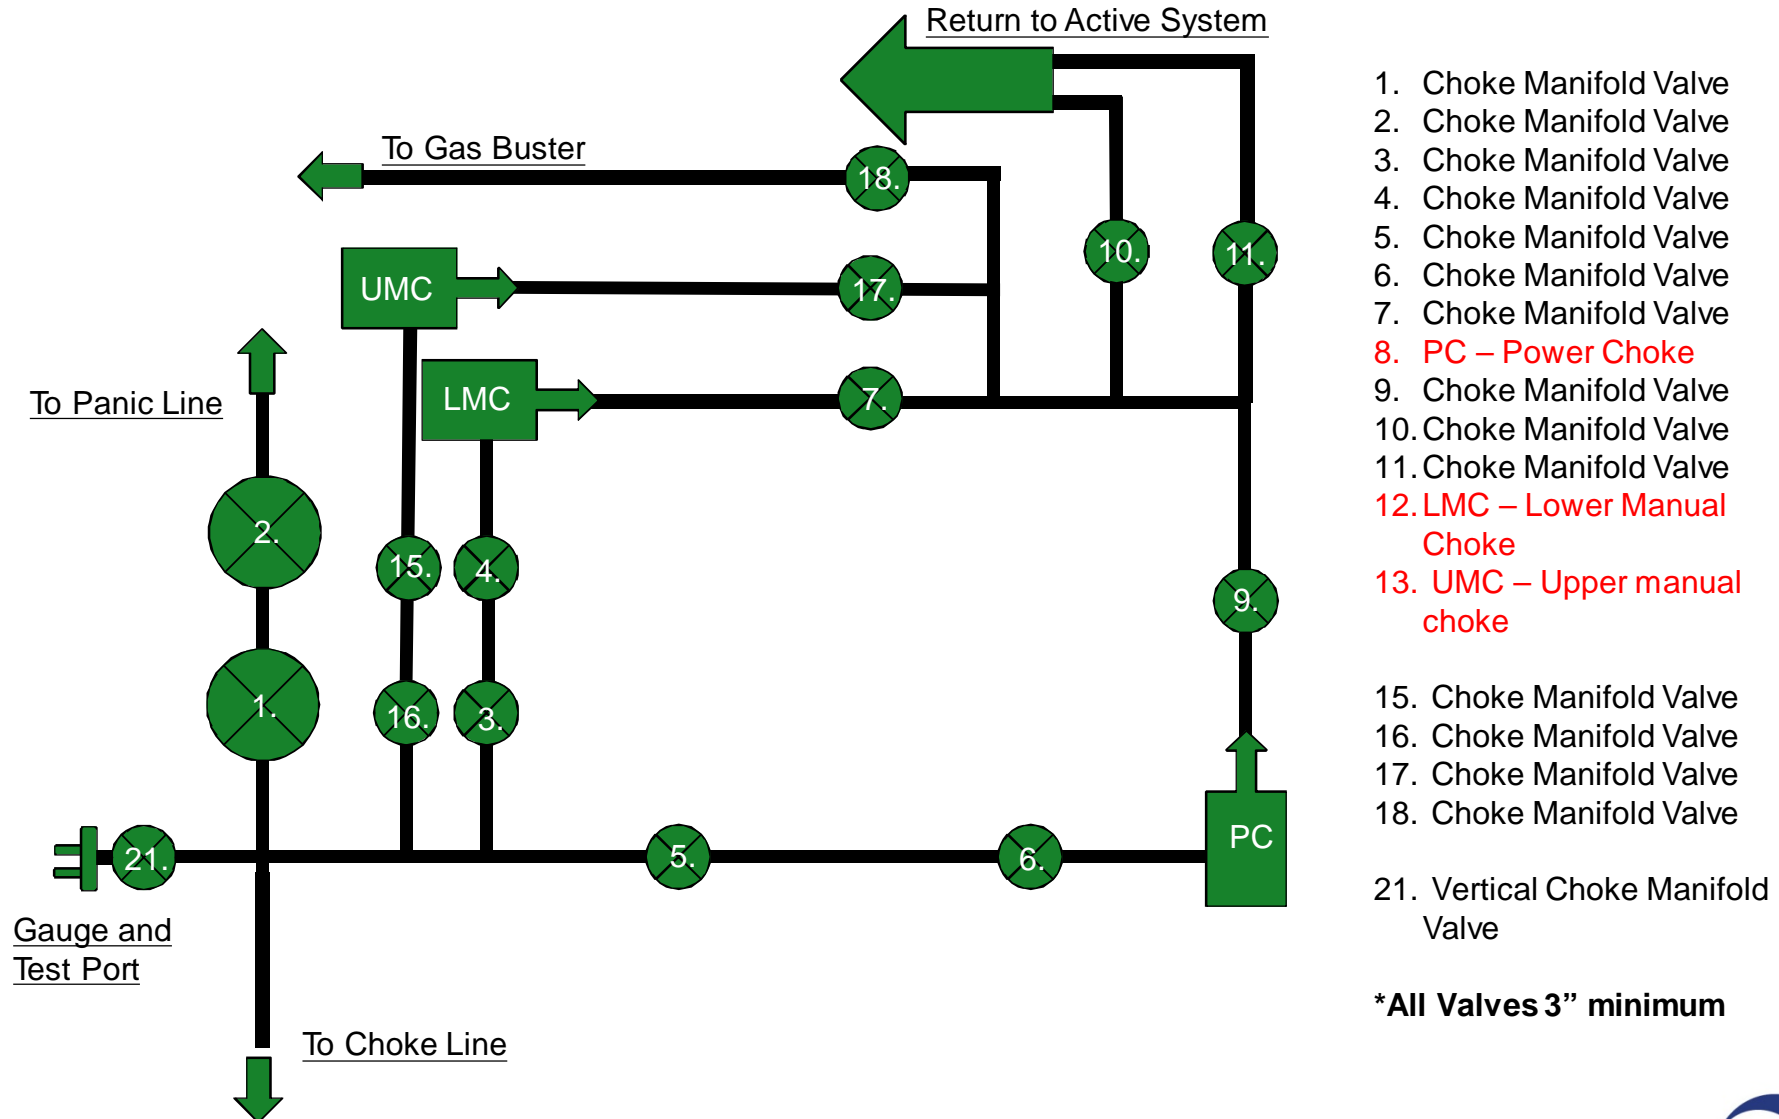 Return to Active System
To Gas Buster
18.
10.
11.
UMC
17.
To Panic Line
LMC
7.
2.
15.
4.
9.
1.
16.
3.
PC
21.
5.
6.
Gauge and
Test Port
To Choke Line
1. Choke Manifold Valve
2. Choke Manifold Valve
3. Choke Manifold Valve
4. Choke Manifold Valve
5. Choke Manifold Valve
6. Choke Manifold Valve
7. Choke Manifold Valve
8. PC – Power Choke
9. Choke Manifold Valve
10. Choke Manifold Valve
11. Choke Manifold Valve
12. LMC – Lower Manual
Choke
13. UMC – Upper manual
choke
15. Choke Manifold Valve
16. Choke Manifold Valve
17. Choke Manifold Valve
18. Choke Manifold Valve
21. Vertical Choke Manifold
Valve
*All Valves 3” minimum